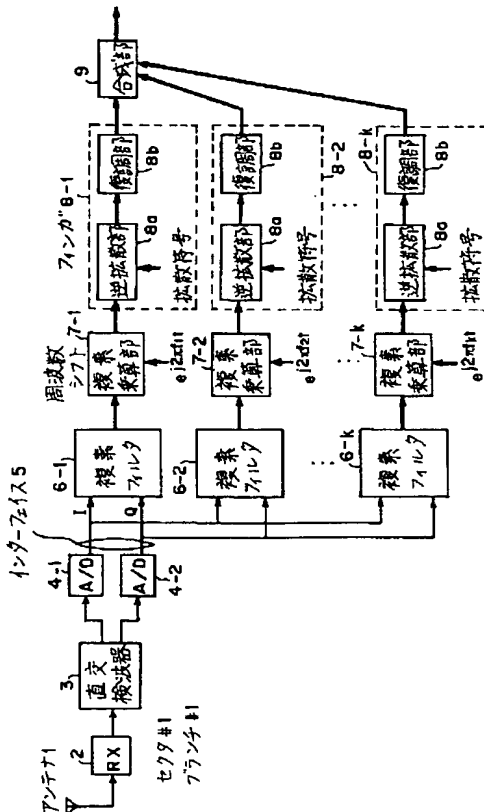 アンテナ1
2
RX
セクタ#1
ブランチ#1
3
直交
検波器
4-1
A/D
4-2
A/D
インターフェイス5
I
Q
6-1
複素
フィルタ
6-2
複素
フィルタ
⋮
6-k
複素
フィルタ
周波数
シフト
7-1
複素
乗算部
7-2
複素
乗算部
⋮
7-k
複素
乗算部
フィンガ8-1
逆拡散部
8a
拡散符号
復調部
8b
逆拡散部
8a
拡散符号
復調部
8b
8-2
⋮
8-k
逆拡散部
8a
拡散符号
復調部
8b
9
合成部